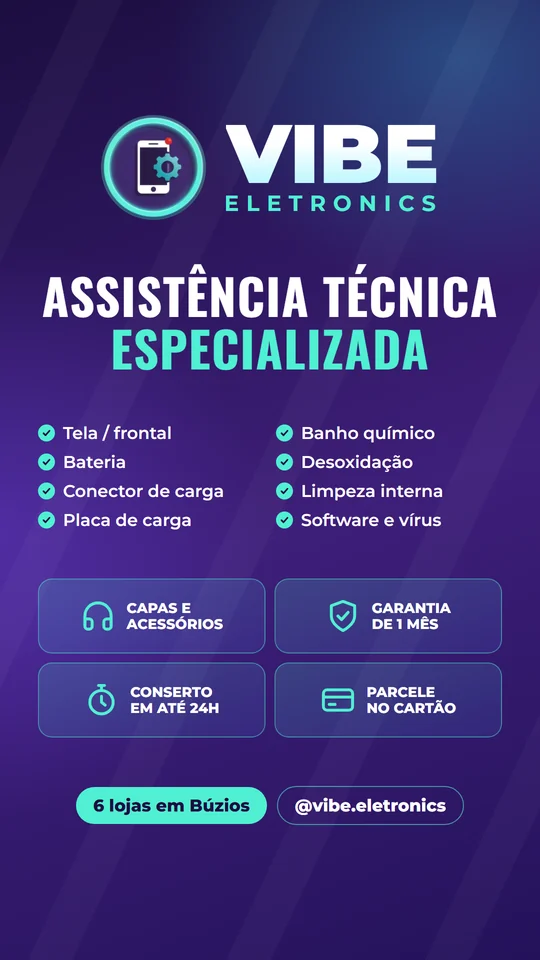 VIBE
ELETRONICS
ASSISTÊNCIA TÉCNICA
ESPECIALIZADA
Tela / frontal
Bateria
Conector de carga
Placa de carga
Banho químico
Desoxidação
Limpeza interna
Software e vírus
CAPAS E
ACESSÓRIOS
GARANTIA
DE 1 MÊS
CONSERTO
EM ATÉ 24H
PARCELE
NO CARTÃO
6 lojas em Búzios
@vibe.eletronics